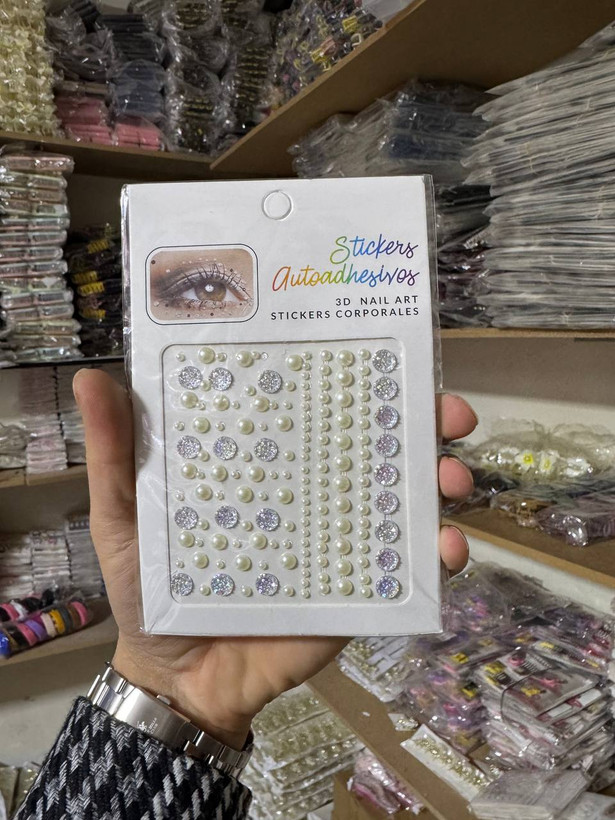 Stickers
Autoadhesivos
3D NAIL ART
STICKERS CORPORALES